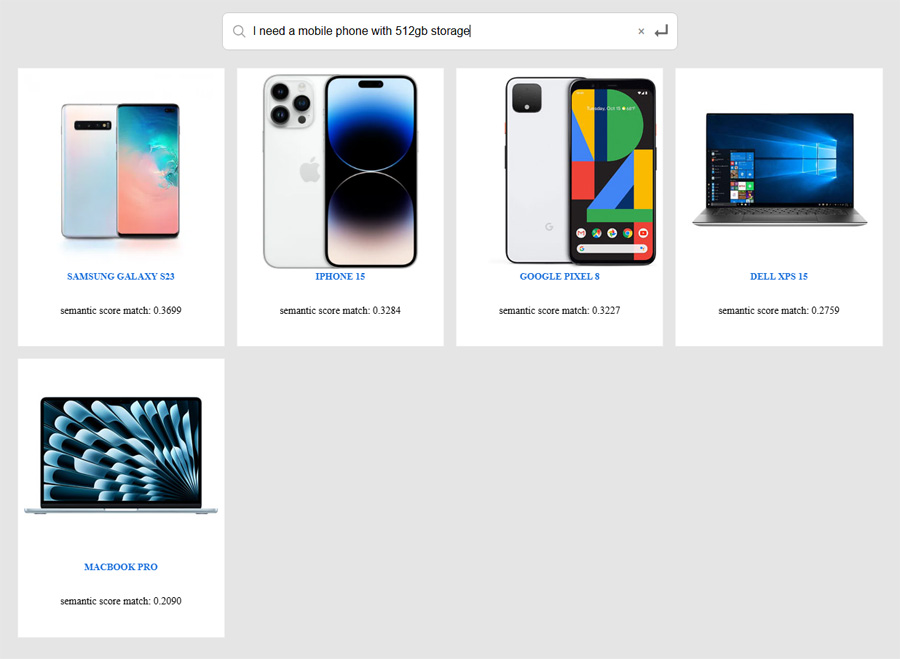 I need a mobile phone with 512gb storage
SAMSUNG GALAXY S23
semantic score match: 0.3699
IPHONE 15
semantic score match: 0.3284
GOOGLE PIXEL 8
semantic score match: 0.3227
DELL XPS 15
semantic score match: 0.2759
MACBOOK PRO
semantic score match: 0.2090